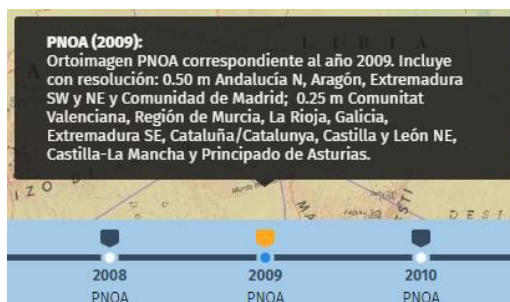 PNOA (2009):
Ortoimagen PNOA correspondiente al año 2009. Incluye
con resolución: 0.50 m Andalucía N, Aragón, Extremadura
SW y NE y Comunidad de Madrid; 0.25 m Comunitat
Valenciana, Región de Murcia, La Rioja, Galicia,
Extremadura SE, Cataluña/Catalunya, Castilla y León NE,
Castilla-La Mancha y Principado de Asturias.
2008 2009 2010
PNOA PNOA PNOA